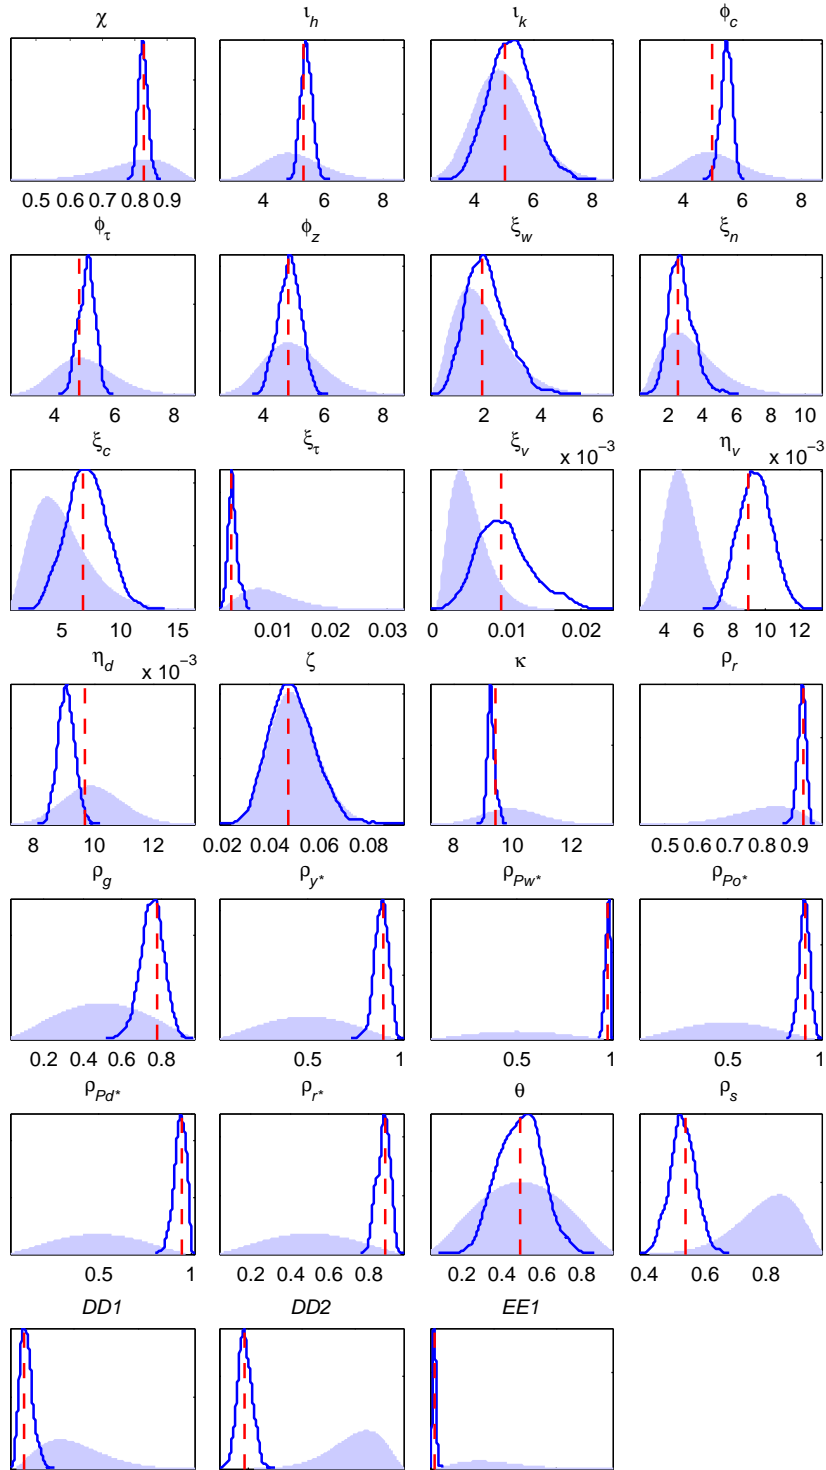 χ ι_h ι_k φ_c
0.5 0.6 0.7 0.8 0.9 4 6 8 4 6 8 4 6 8
φ_τ φ_z ξ_w ξ_n
4 6 8 4 6 8 2 4 6 2 4 6 8 10
ξ_c ξ_τ ξ_v x 10⁻³ η_v x 10⁻³
5 10 15 0.01 0.02 0.03 0 0.01 0.02 4 6 8 10 12
η_d x 10⁻³ ζ κ ρ_r
8 10 12 0.02 0.04 0.06 0.08 8 10 12 0.5 0.6 0.7 0.8 0.9
ρ_g ρ_y* ρ_Pw* ρ_Po*
0.2 0.4 0.6 0.8 0.5 1 0.5 1 0.5 1
ρ_Pd* ρ_r* θ ρ_s
0.5 1 0.2 0.4 0.6 0.8 0.2 0.4 0.6 0.8 0.4 0.6 0.8
DD1 DD2 EE1